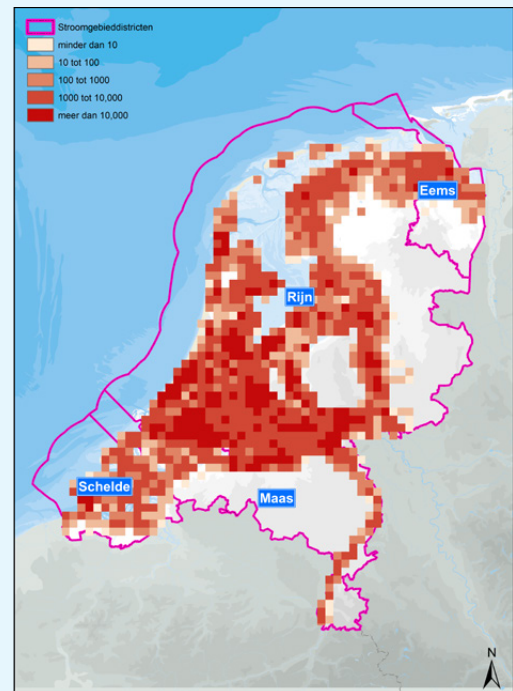 Stroomgebieddistricten
minder dan 10
10 tot 100
100 tot 1000
1000 tot 10,000
meer dan 10,000
Eems
Rijn
Schelde
Maas
N